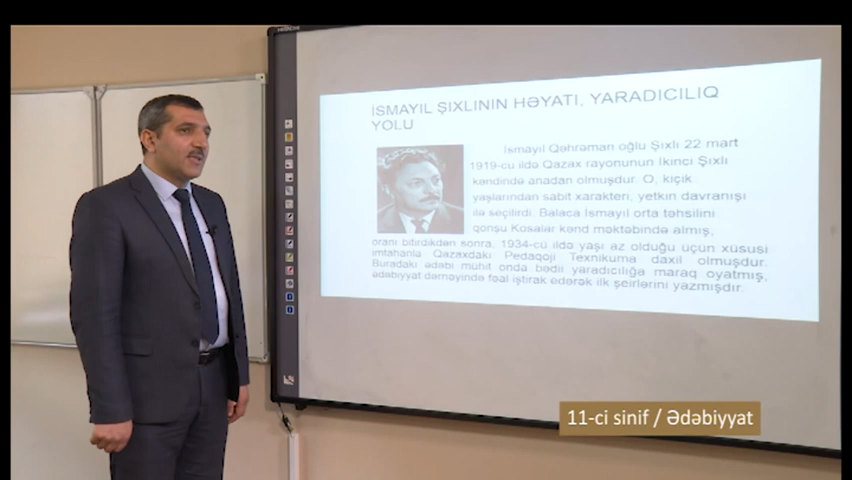 İSMAYIL ŞIXLININ HƏYATI, YARADICILIQ
YOLU
İsmayıl Qəhrəman oğlu Şıxlı 22 mart
1919-cu ildə Qazax rayonunun İkinci Şıxlı
kəndində anadan olmuşdur. O, kiçik
yaşlarından sabit xarakteri, yetkin davranışı
ilə seçilirdi. Balaca İsmayıl orta təhsilini
qonşu Kosalar kənd məktəbində almış,
oranı bitirdikdən sonra, 1934-cü ildə yaşı az olduğu üçün xüsusi
imtahanla Qazaxdakı Pedaqoji Texnikuma daxil olmuşdur.
Buradakı ədəbi mühit onda bədii yaradıcılığa maraq oyatmış,
ədəbiyyat dərnəyində fəal iştirak edərək ilk şeirlərini yazmışdır.
11-ci sinif / Ədəbiyyat